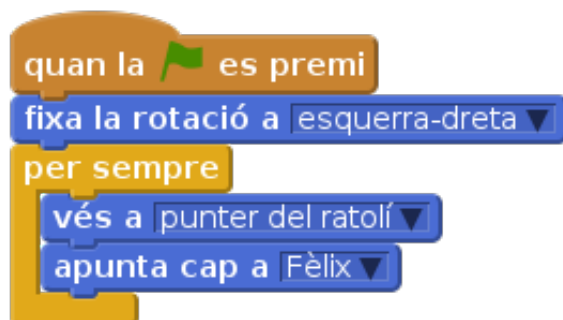 quan la es premi
fixa la rotació a esquerra-dreta
per sempre
vés a punter del ratolí
apunta cap a Fèlix